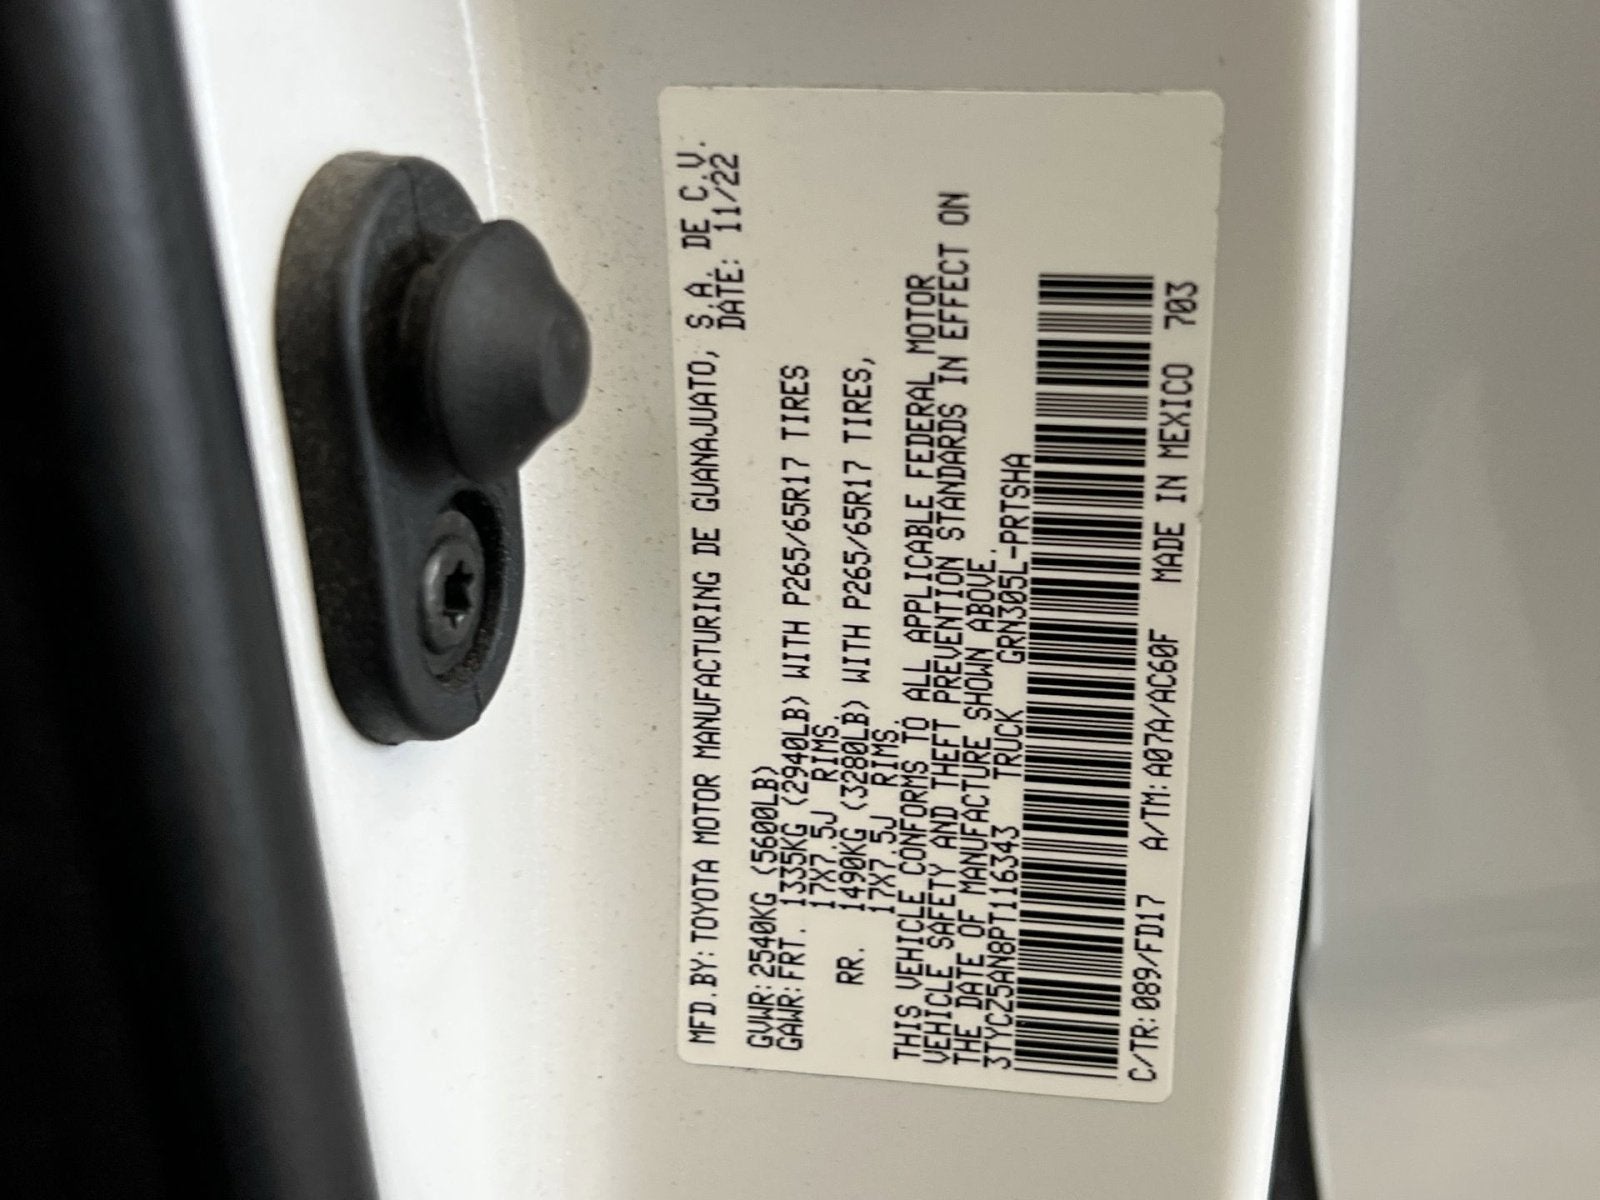 MFD.BY:TOYOTA MOTOR MANUFACTURING DE GUANAJUATO, S.A. DE C.V.
DATE: 11/22
GVWR:2540KG (5600LB)
GAWR:FRT. 1335KG (2940LB) WITH P265/65R17 TIRES
17X7.5J RIMS.
RR. 1490KG (3280LB) WITH P265/65R17 TIRES,
17X7.5J RIMS.
THIS VEHICLE CONFORMS TO ALL APPLICABLE FEDERAL MOTOR
VEHICLE SAFETY AND THEFT PREVENTION STANDARDS IN EFFECT ON
THE DATE OF MANUFACTURE SHOWN ABOVE.
3TYCZ5AN8PT116343 TRUCK GRN305L-PRTSHA
C/TR:089/FD17 A/TM:A07A/AC60F MADE IN MEXICO 703